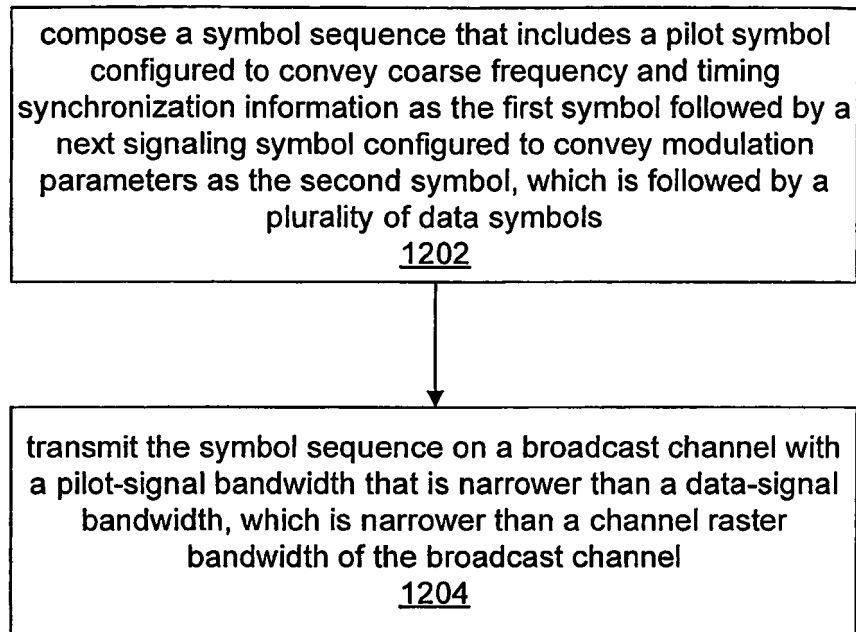 compose a symbol sequence that includes a pilot symbol
configured to convey coarse frequency and timing
synchronization information as the first symbol followed by a
next signaling symbol configured to convey modulation
parameters as the second symbol, which is followed by a
plurality of data symbols
1202
transmit the symbol sequence on a broadcast channel with
a pilot-signal bandwidth that is narrower than a data-signal
bandwidth, which is narrower than a channel raster
bandwidth of the broadcast channel
1204